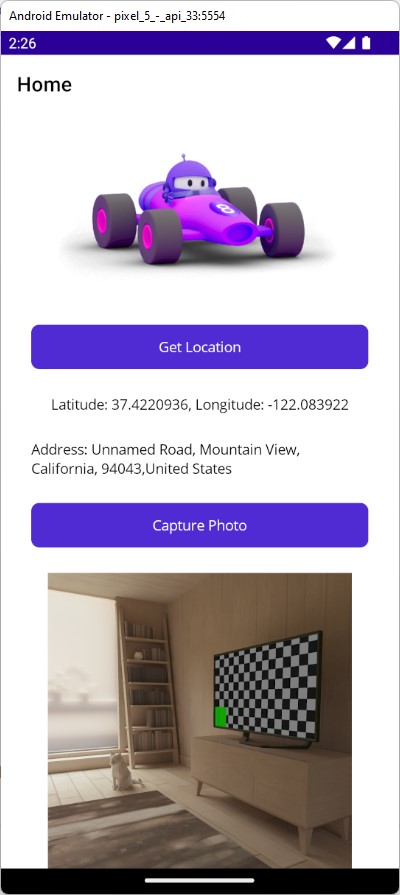 Android Emulator - pixel_5_-_api_33:5554
2:26
Home
8
Get Location
Latitude: 37.4220936, Longitude: -122.083922
Address: Unnamed Road, Mountain View,
California, 94043,United States
Capture Photo